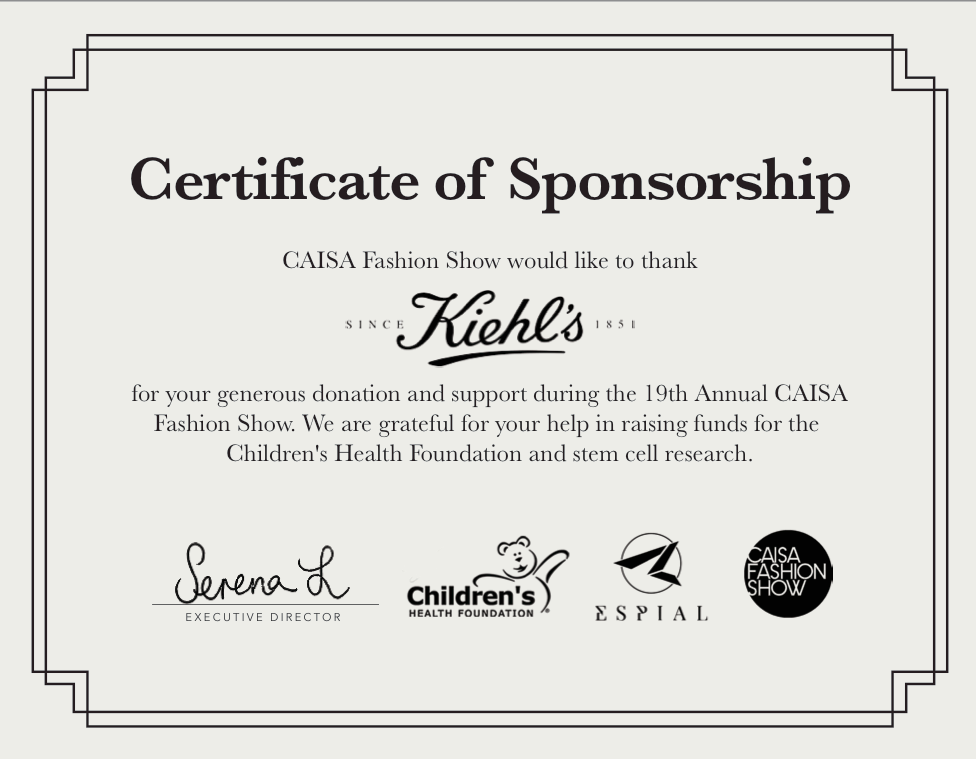 Certificate of Sponsorship
CAISA Fashion Show would like to thank
SINCE Kiehl's 1851
for your generous donation and support during the 19th Annual CAISA
Fashion Show. We are grateful for your help in raising funds for the
Children's Health Foundation and stem cell research.
Serena L
EXECUTIVE DIRECTOR
Children's
HEALTH FOUNDATION
®
ESPIAL
CAISA
FASHION
SHOW